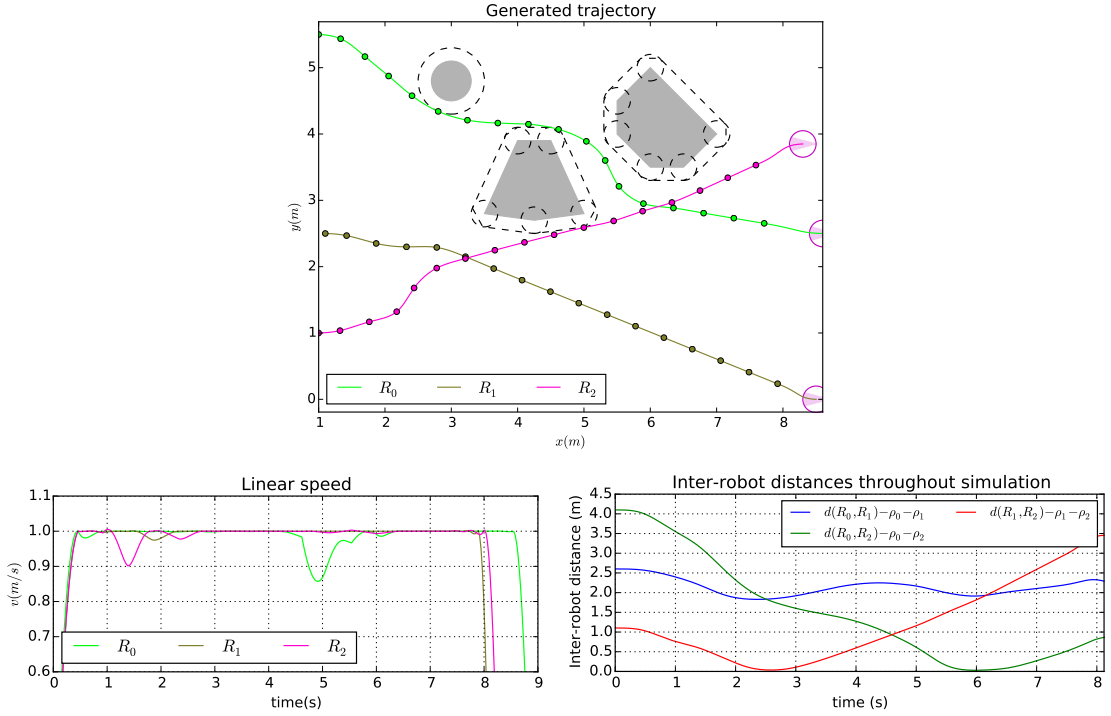 Generated trajectory
y(m)
5
4
3
2
1
0
R0 R1 R2
1 2 3 4 5 6 7 8
x(m)
Linear speed
v(m/s)
1.1
1.0
0.9
0.8
0.7
0.6
R0 R1 R2
0 1 2 3 4 5 6 7 8 9
time(s)
Inter-robot distances throughout simulation
Inter-robot distance (m)
4.5
4.0
3.5
3.0
2.5
2.0
1.5
1.0
0.5
0.0
d(R0,R1)−ρ0−ρ1 d(R1,R2)−ρ1−ρ2
d(R0,R2)−ρ0−ρ2
0 1 2 3 4 5 6 7 8
time (s)